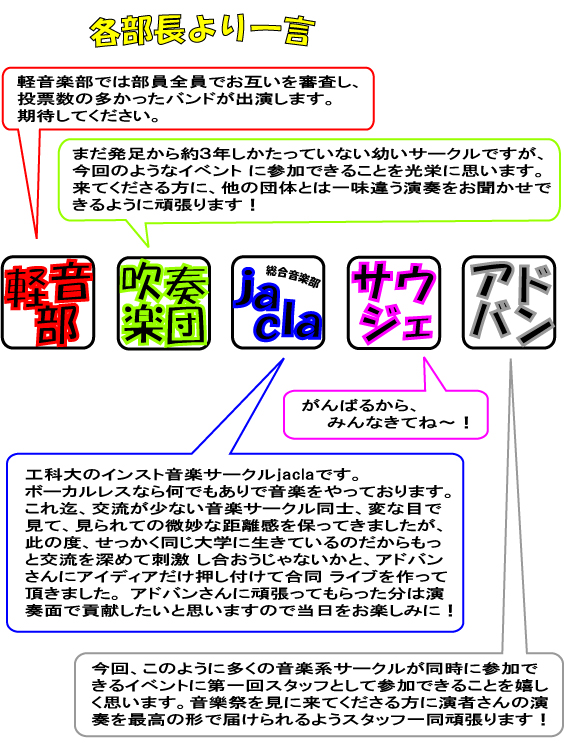 各部長より一言
軽音楽部では部員全員でお互いを審査し、
投票数の多かったバンドが出演します。
期待してください。
まだ発足から約3年しかたっていない幼いサークルですが、
今回のようなイベント に参加できることを光栄に思います。
来てくださる方に、他の団体とは一味違う演奏をお聞かせで
きるように頑張ります！
軽音
部
吹奏
楽団
総合音楽部
ja
cla
サウ
ジェ
アド
バン
がんばるから、
みんなきてね～！
工科大のインスト音楽サークルjaclaです。
ボーカルレスなら何でもありで音楽をやっております。
これ迄、交流が少ない音楽サークル同士、変な目で
見て、見られての微妙な距離感を保ってきましたが、
此の度、せっかく同じ大学に生きているのだからもっ
と交流を深めて刺激 し合おうじゃないかと、アドバン
さんにアイディアだけ押し付けて合同 ライブを作って
頂きました。 アドバンさんに頑張ってもらった分は演
奏面で貢献したいと思いますので当日をお楽しみに！
今回、このように多くの音楽系サークルが同時に参加で
きるイベントに第一回スタッフとして参加できることを嬉し
く思います。音楽祭を見に来てくださる方に演者さんの演
奏を最高の形で届けられるようスタッフ一同頑張ります！